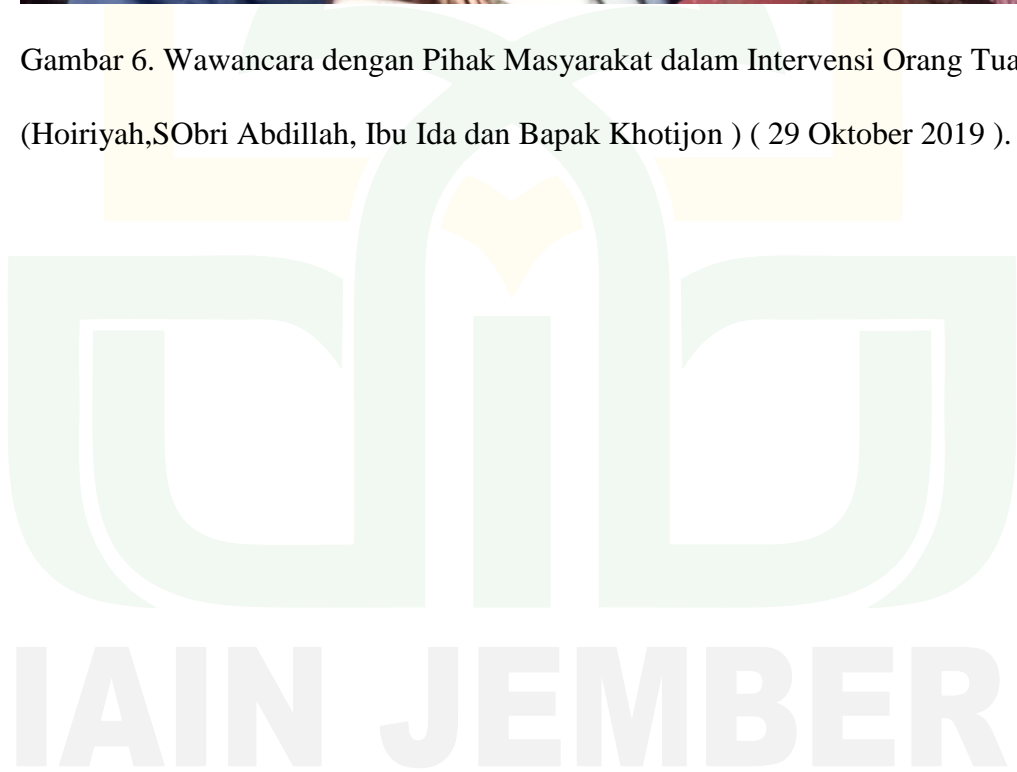 Gambar 6. Wawancara dengan Pihak Masyarakat dalam Intervensi Orang Tua
(Hoiriyah,SObri Abdillah, Ibu Ida dan Bapak Khotijon ) ( 29 Oktober 2019 ).
IAIN JEMBER